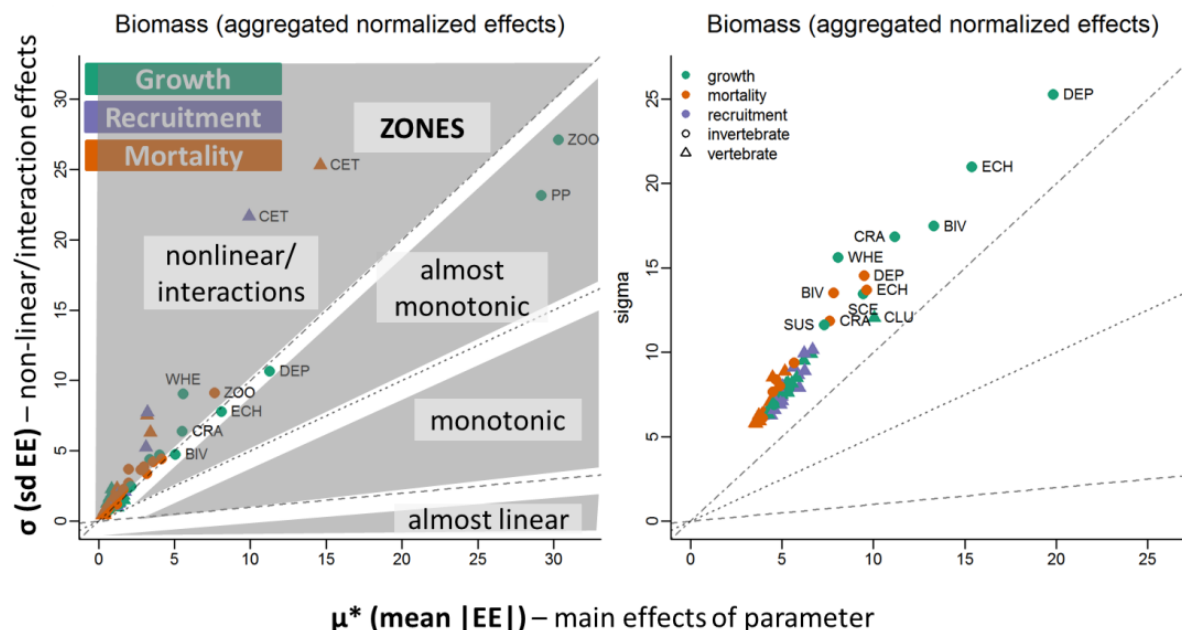 Biomass (aggregated normalized effects)
Growth
Recruitment
Mortality
ZONES
nonlinear/
interactions
almost
monotonic
monotonic
almost linear
ZOO
PP
CET
CET
DEP
WHE
ZOO
ECH
CRA
BIV
0 5 10 15 20 25 30
0 5 10 15 20 25 30
σ (sd EE) – non-linear/interaction effects
Biomass (aggregated normalized effects)
growth
mortality
recruitment
invertebrate
vertebrate
DEP
ECH
BIV
CRA
WHE
DEP
BIV
ECH
SCE
CLU
SUS
CRA
sigma
0 5 10 15 20 25
0 5 10 15 20 25
μ* (mean |EE|) – main effects of parameter